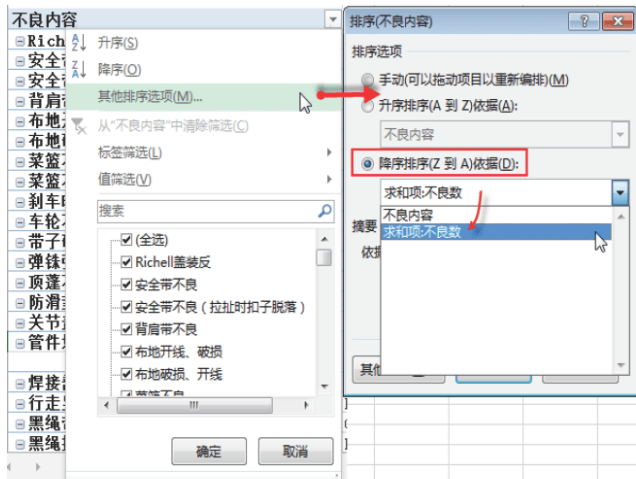 不良内容
Rich
安全
安全
背肩
布地
布地
菜篮
菜篮
刹车
车轮
带子
弹铢
顶蓬
防滑
关节
管件
焊接
行走
黑绳
黑绳
升序(S)
降序(O)
其他排序选项(M)...
从“不良内容”中清除筛选(C)
标签筛选(L)
值筛选(V)
搜索
(全选)
Richell盖装反
安全带不良
安全带不良（拉扯时扣子脱落）
背肩带不良
布地开线、破损
布地破损、开线
菜篮不良
确定
取消
排序(不良内容)
排序选项
手动(可以拖动项目以重新编排)(M)
升序排序(A 到 Z)依据(A):
不良内容
降序排序(Z 到 A)依据(D):
求和项:不良数
不良内容
求和项:不良数
摘要
依据
其他